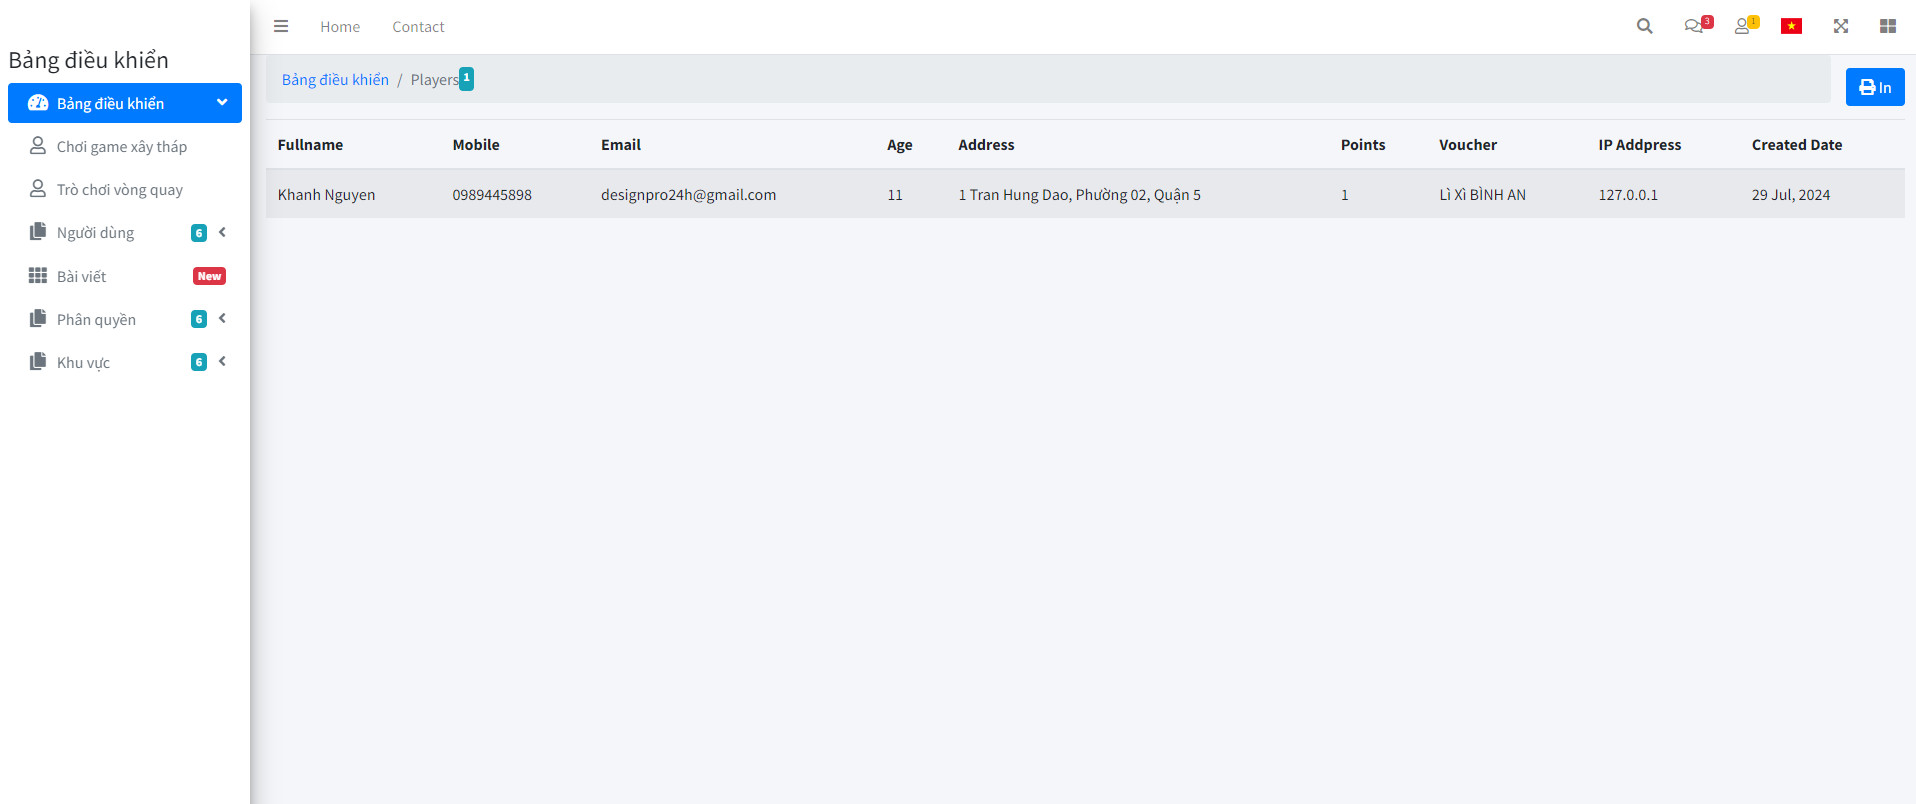 Home
Contact
3
1
Bảng điều khiển
Bảng điều khiển
Chơi game xây tháp
Trò chơi vòng quay
Người dùng 6
Bài viết New
Phân quyền 6
Khu vực 6
Bảng điều khiển / Players 1
In
Fullname Mobile Email Age Address Points Voucher IP Addpress Created Date
Khanh Nguyen 0989445898 designpro24h@gmail.com 11 1 Tran Hung Dao, Phường 02, Quận 5 1 Lì Xì BÌNH AN 127.0.0.1 29 Jul, 2024